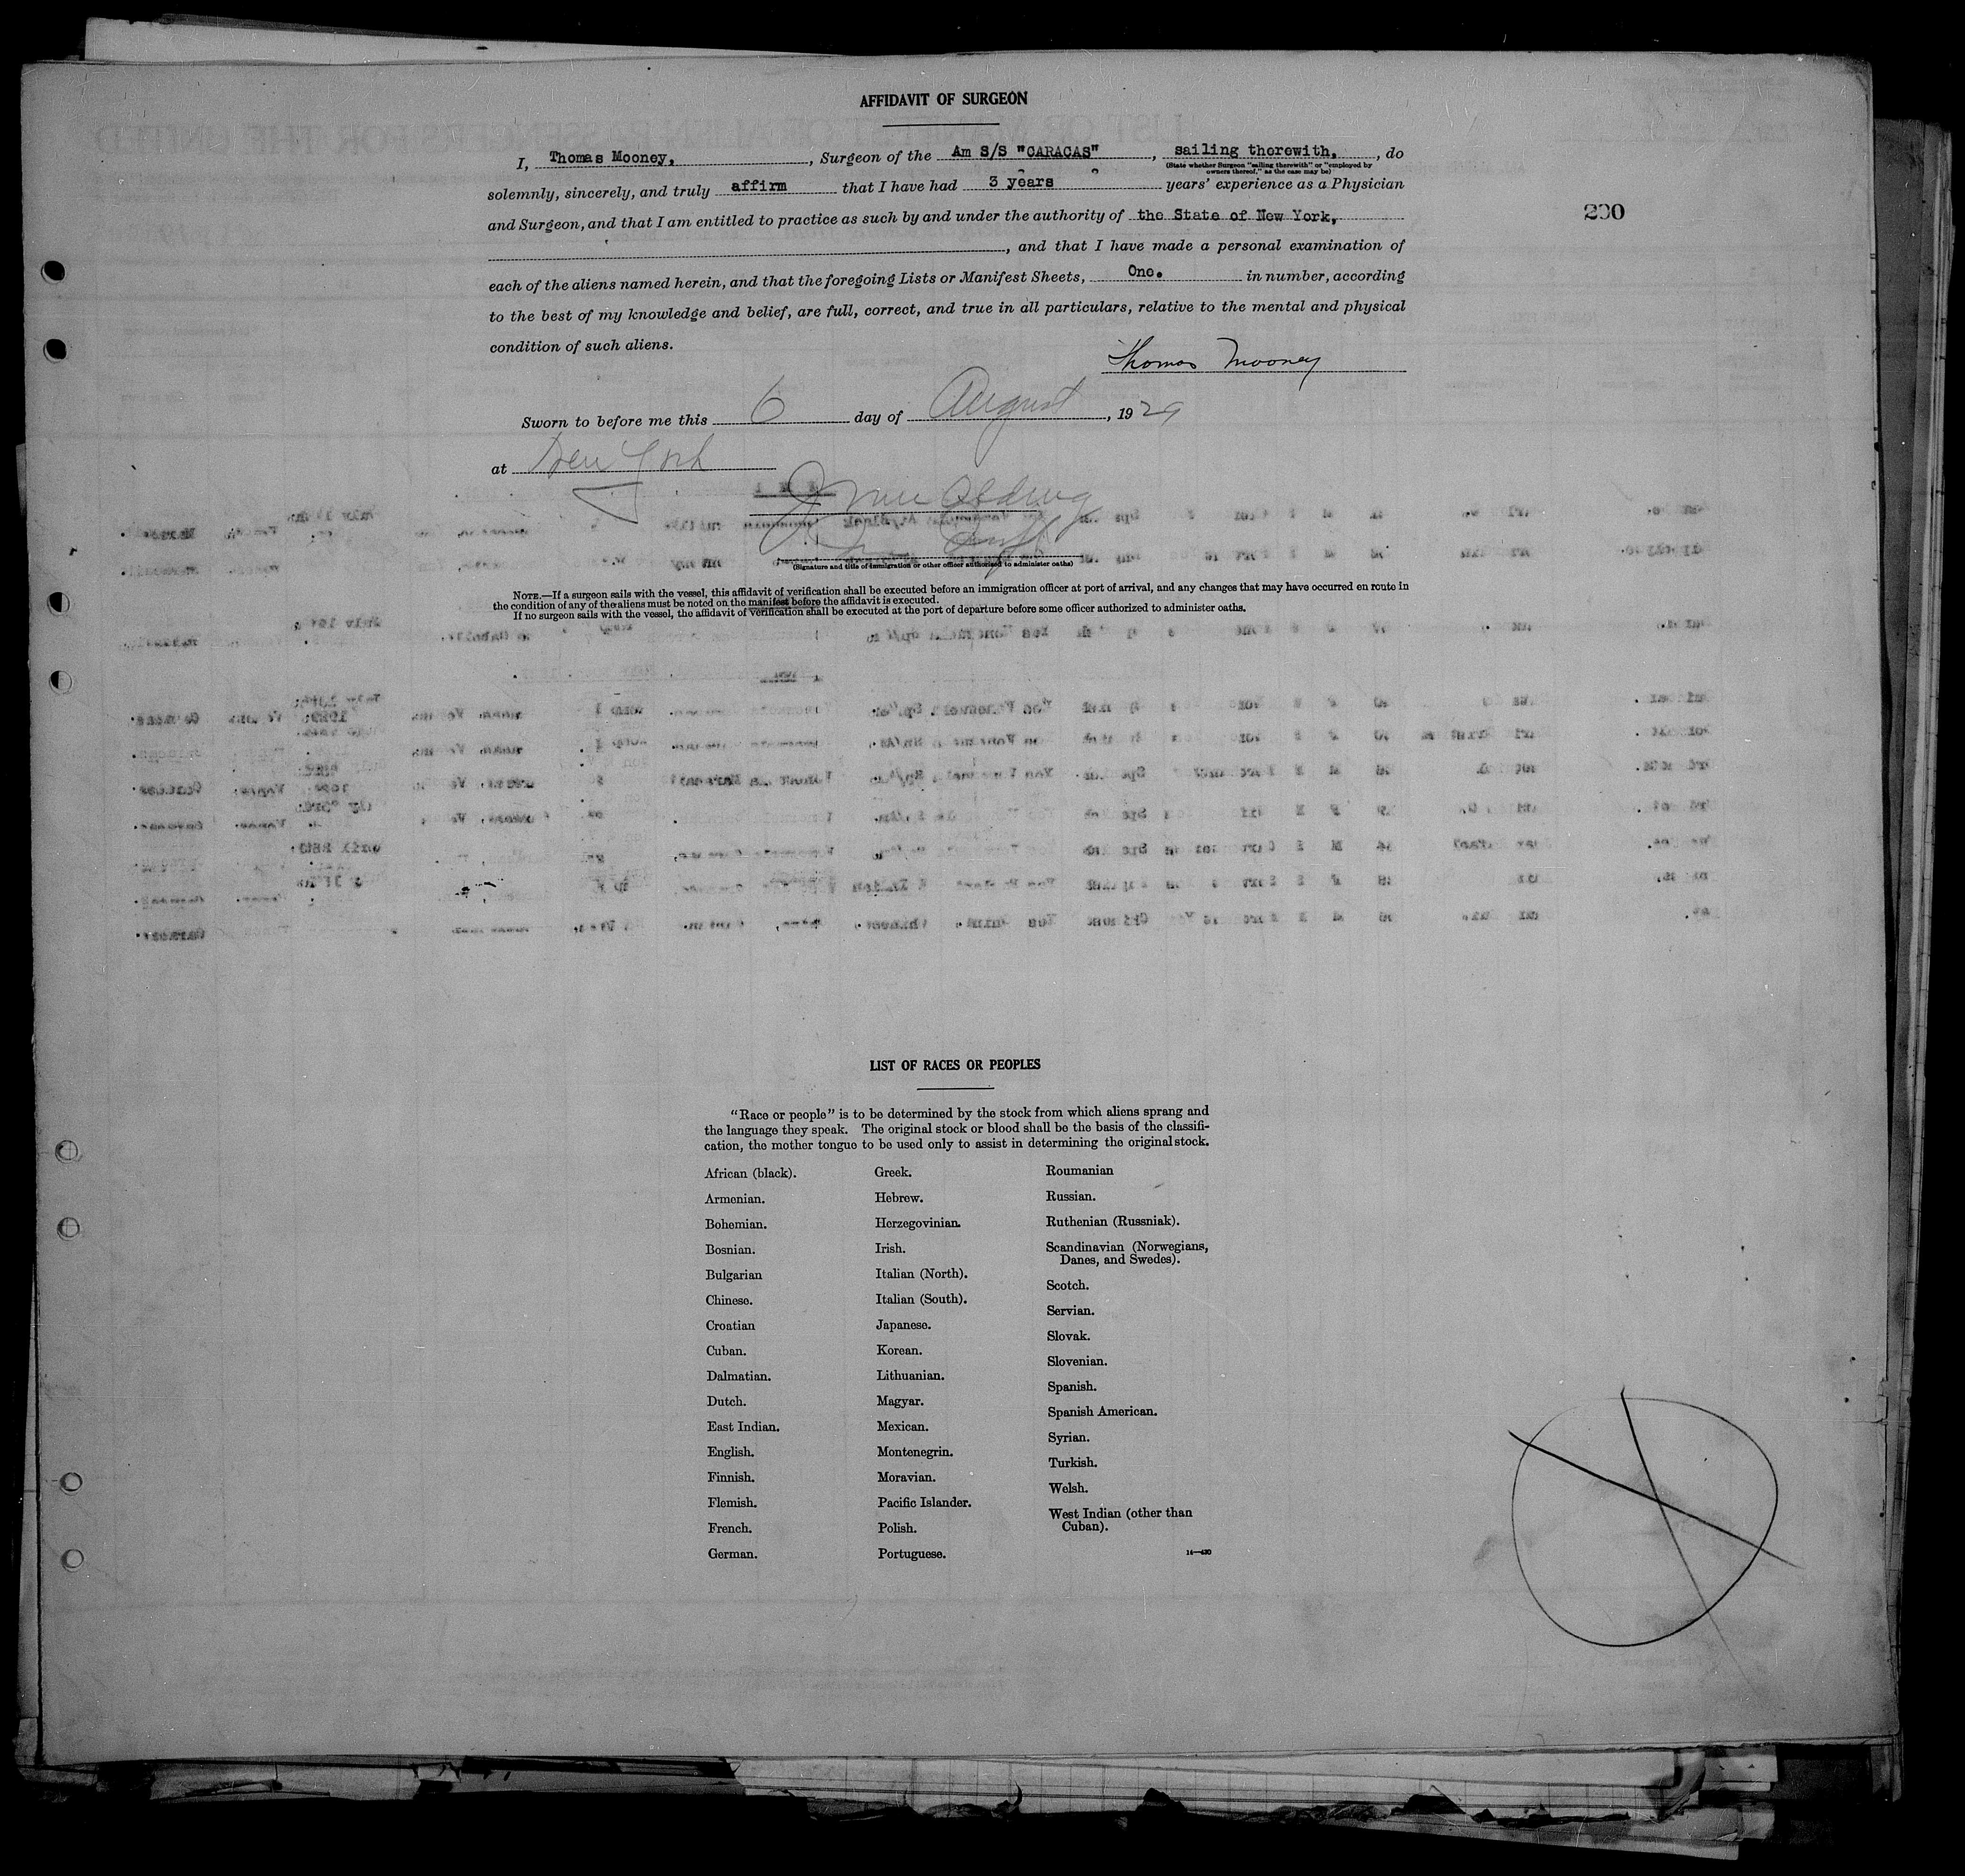 AFFIDAVIT OF SURGEON
I, Thomas Mooney, , Surgeon of the Am S/S "CARACAS" , sailing therewith, , do
(State whether Surgeon "sailing therewith" or "employed by
owners thereof," as the case may be)
solemnly, sincerely, and truly affirm that I have had 3 years years' experience as a Physician
and Surgeon, and that I am entitled to practice as such by and under the authority of the State of New York,
200
, and that I have made a personal examination of
each of the aliens named herein, and that the foregoing Lists or Manifest Sheets, One. in number, according
to the best of my knowledge and belief, are full, correct, and true in all particulars, relative to the mental and physical
condition of such aliens.
Thomas Mooney
Sworn to before me this 6 day of August , 1929
at New York
(Signature and title of immigration or other officer authorized to administer oaths)
NOTE.—If a surgeon sails with the vessel, this affidavit of verification shall be executed before an immigration officer at port of arrival, and any changes that may have occurred en route in
the condition of any of the aliens must be noted on the manifest before the affidavit is executed.
If no surgeon sails with the vessel, the affidavit of verification shall be executed at the port of departure before some officer authorized to administer oaths.
LIST OF RACES OR PEOPLES
"Race or people" is to be determined by the stock from which aliens sprang and
the language they speak. The original stock or blood shall be the basis of the classifi-
cation, the mother tongue to be used only to assist in determining the original stock.
African (black).
Armenian.
Bohemian.
Bosnian.
Bulgarian
Chinese.
Croatian
Cuban.
Dalmatian.
Dutch.
East Indian.
English.
Finnish.
Flemish.
French.
German.
Greek.
Hebrew.
Herzegovinian.
Irish.
Italian (North).
Italian (South).
Japanese.
Korean.
Lithuanian.
Magyar.
Mexican.
Montenegrin.
Moravian.
Pacific Islander.
Polish.
Portuguese.
Roumanian
Russian.
Ruthenian (Russniak).
Scandinavian (Norwegians,
Danes, and Swedes).
Scotch.
Servian.
Slovak.
Slovenian.
Spanish.
Spanish American.
Syrian.
Turkish.
Welsh.
West Indian (other than
Cuban).
14—430